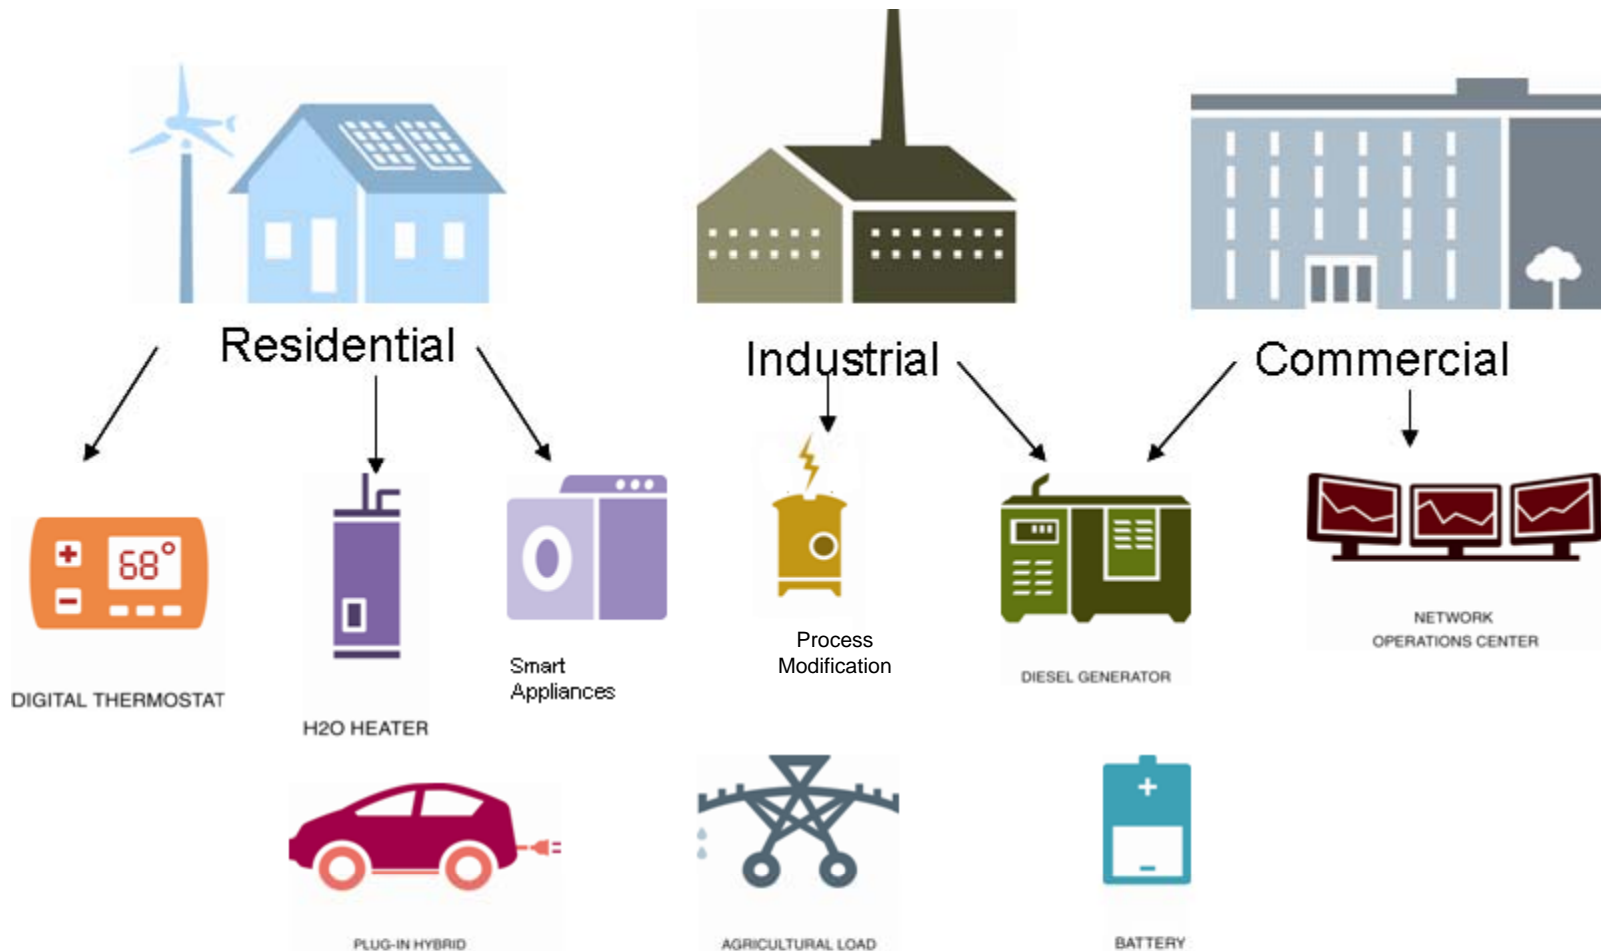 Residential
Industrial
Commercial
68°
DIGITAL THERMOSTAT
H2O HEATER
Smart
Appliances
Process
Modification
DIESEL GENERATOR
NETWORK
OPERATIONS CENTER
PLUG-IN HYBRID
AGRICULTURAL LOAD
BATTERY